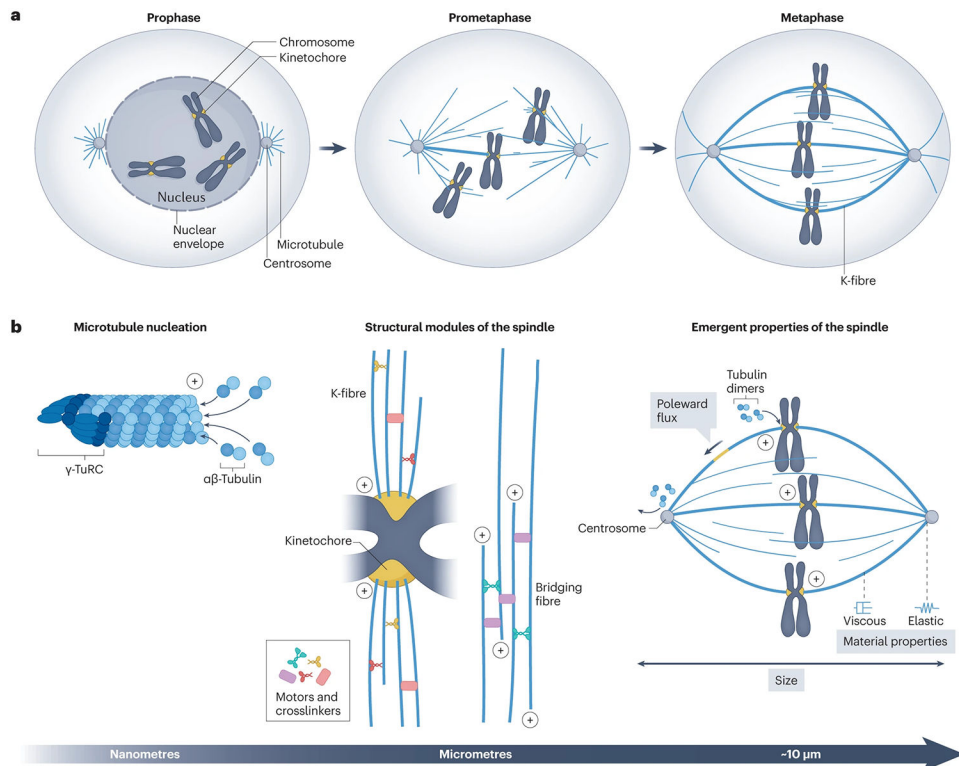 a
Prophase
Prometaphase
Metaphase
Chromosome
Kinetochore
Nucleus
Nuclear
envelope
Microtubule
Centrosome
K-fibre
b
Microtubule nucleation
Structural modules of the spindle
Emergent properties of the spindle
+
γ-TuRC
αβ-Tubulin
K-fibre
+
Kinetochore
+
+
+
+
+
Bridging
fibre
Motors and
crosslinkers
Tubulin
dimers
Poleward
flux
+
+
+
Centrosome
Viscous
Elastic
Material properties
Size
Nanometres
Micrometres
~10 µm